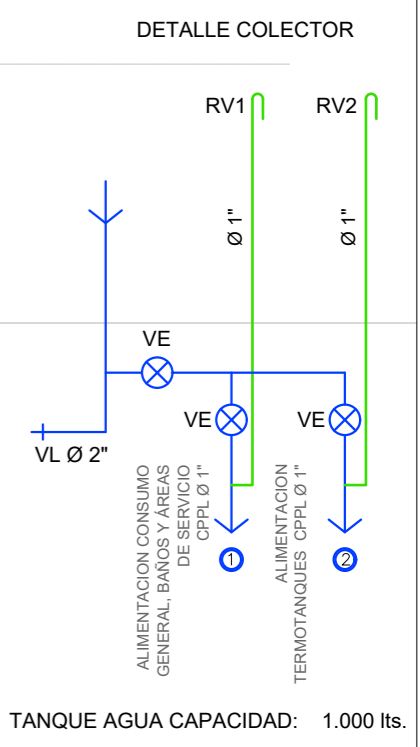 DETALLE COLECTOR
RV1
RV2
Ø 1"
Ø 1"
VE
VE
VE
VL Ø 2"
ALIMENTACION CONSUMO
GENERAL, BAÑOS Y ÁREAS
DE SERVICIO
CPPL Ø 1"
ALIMENTACION
TERMOTANQUES CPPL Ø 1"
1
2
TANQUE AGUA CAPACIDAD: 1.000 lts.